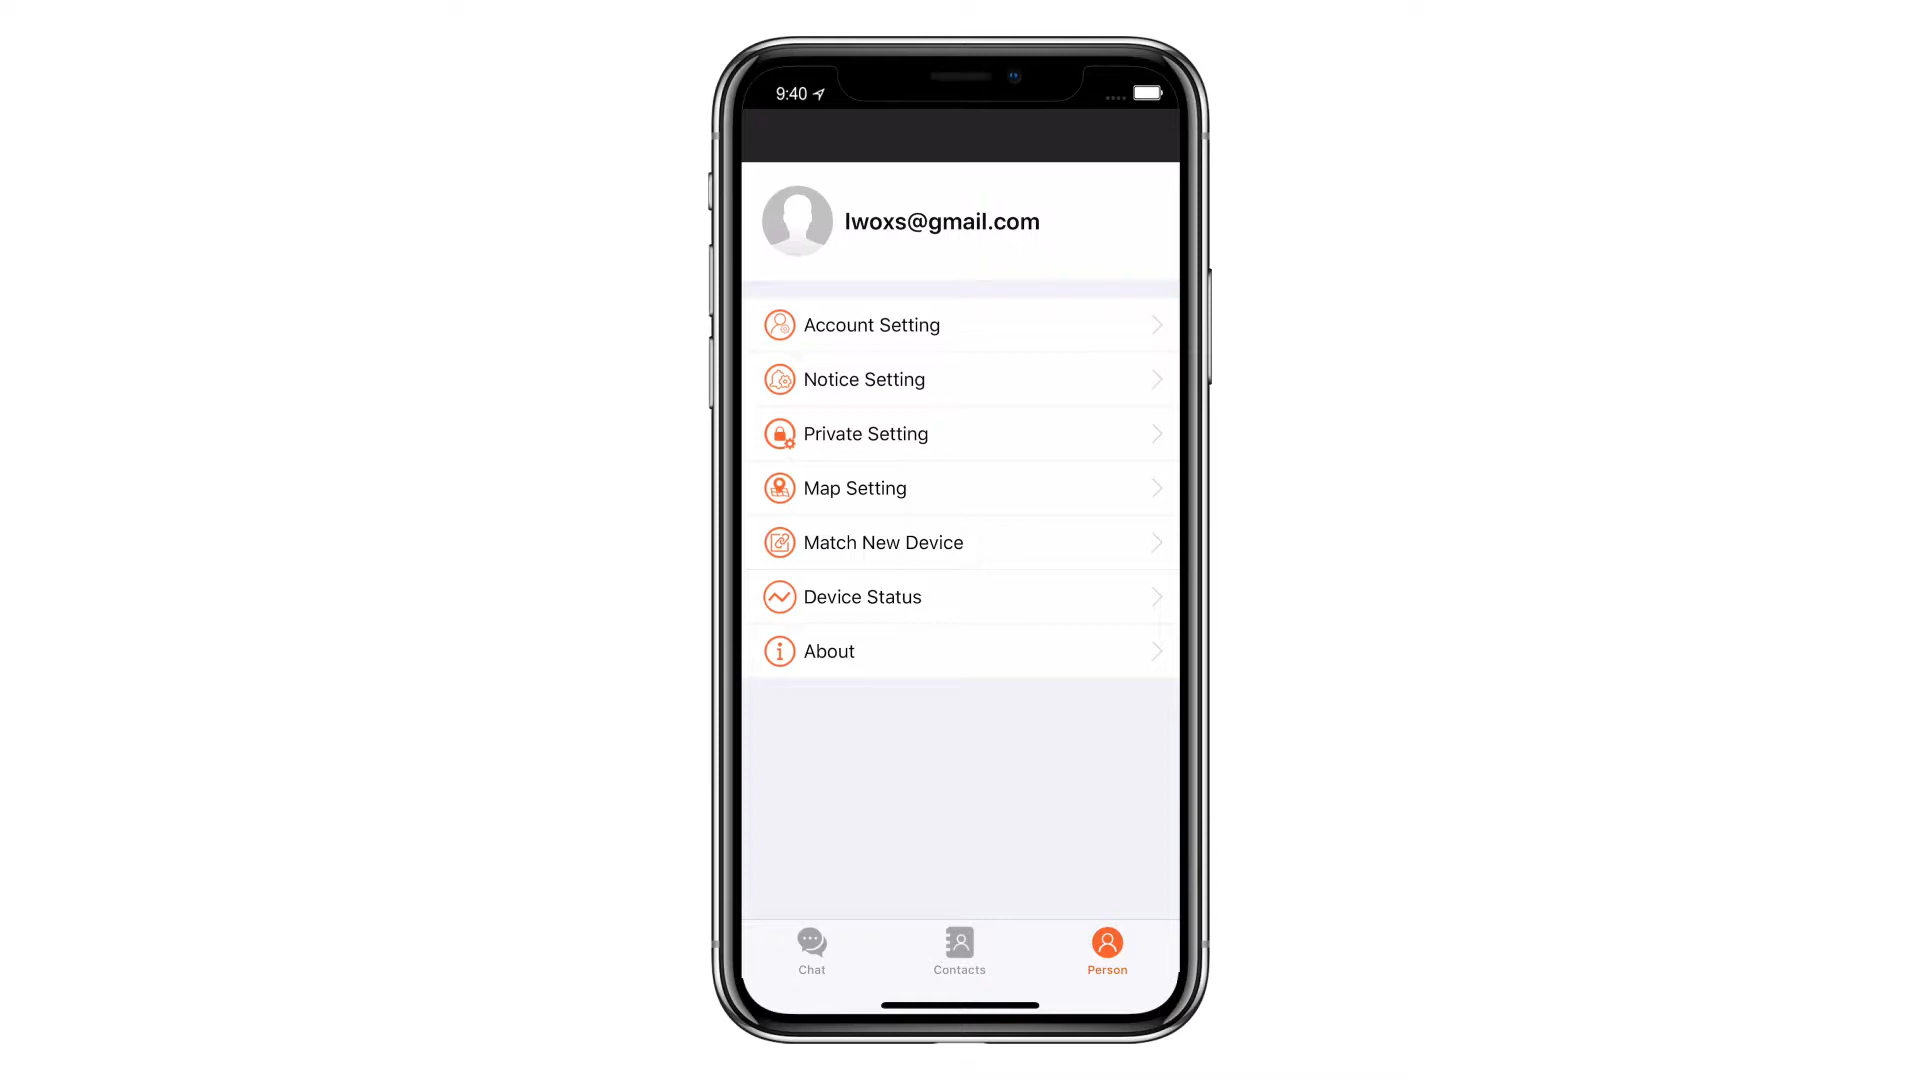 9:40
lwoxs@gmail.com
Account Setting
Notice Setting
Private Setting
Map Setting
Match New Device
Device Status
About
Chat
Contacts
Person